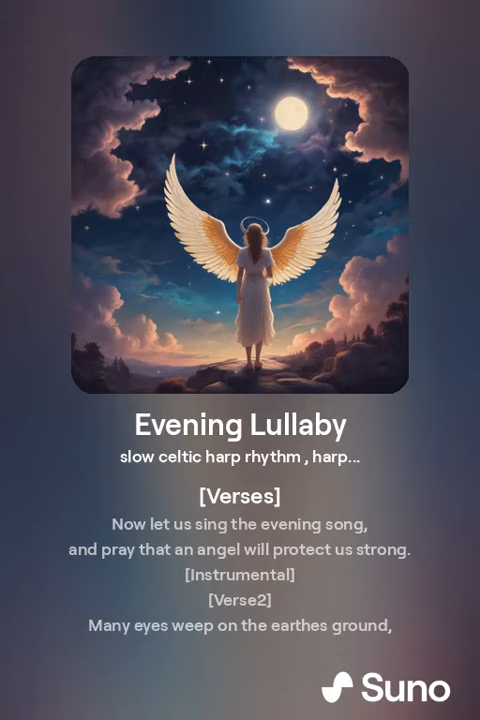 Evening Lullaby
slow celtic harp rhythm , harp...
[Verses]
Now let us sing the evening song,
and pray that an angel will protect us strong.
[Instrumental]
[Verse2]
Many eyes weep on the earthes ground,
Suno